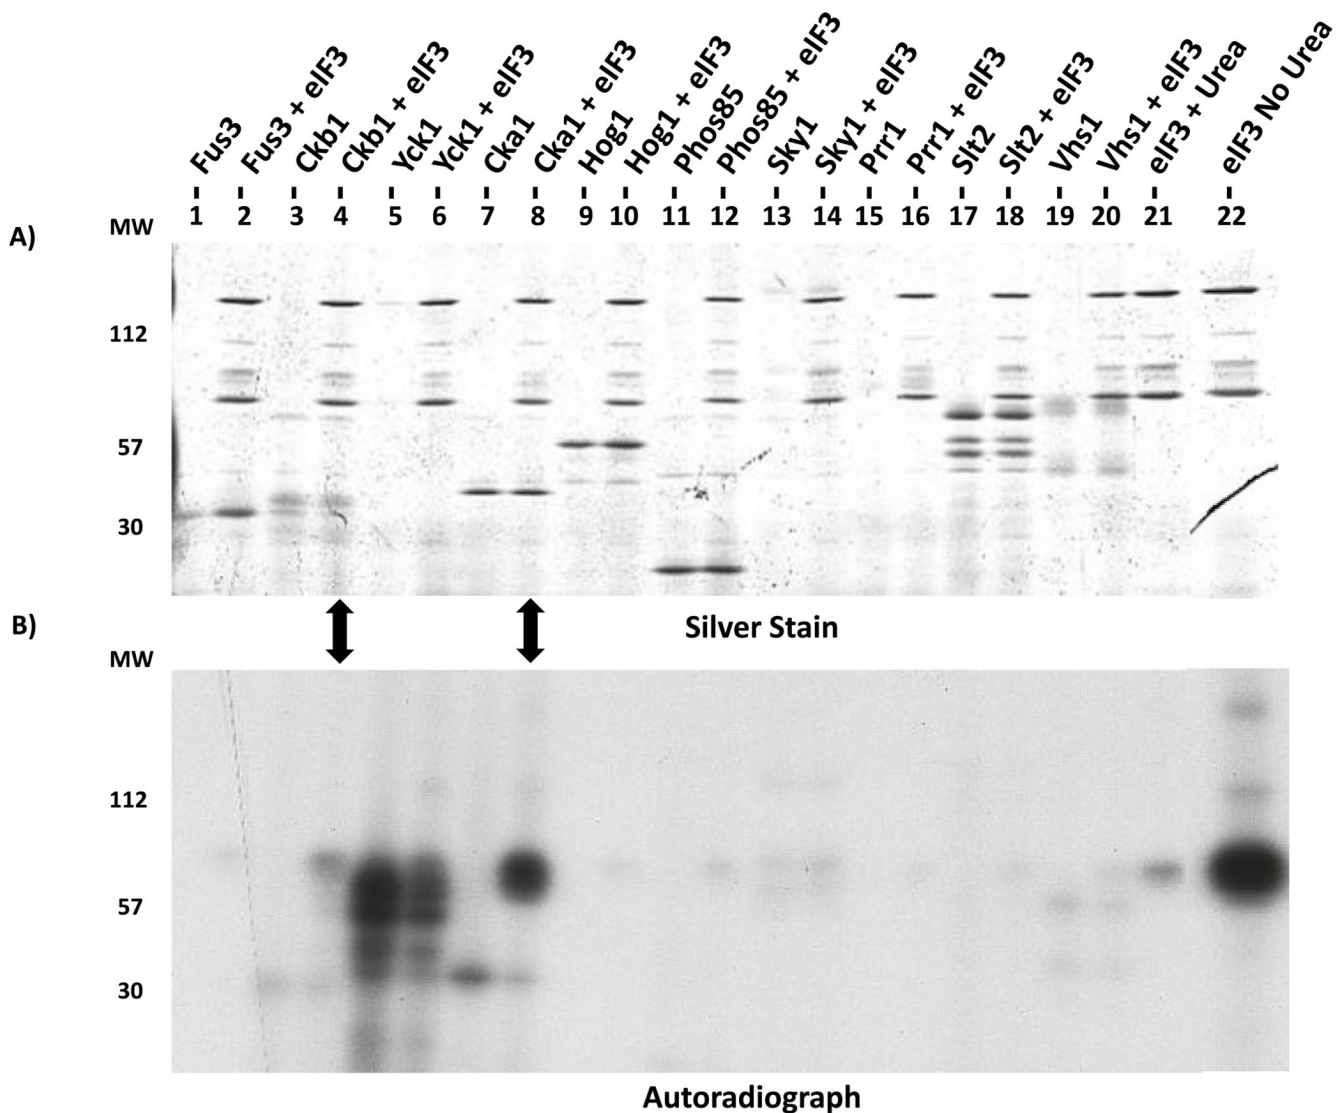 Fus3
Fus3 + eIF3
Ckb1
Ckb1 + eIF3
Yck1
Yck1 + eIF3
Cka1
Cka1 + eIF3
Hog1
Hog1 + eIF3
Phos85
Phos85 + eIF3
Sky1
Sky1 + eIF3
Prr1
Prr1 + eIF3
Slt2
Slt2 + eIF3
Vhs1
Vhs1 + eIF3
eIF3 + Urea
eIF3 No Urea
1 2 3 4 5 6 7 8 9 10 11 12 13 14 15 16 17 18 19 20 21 22
A)
MW
112
57
30
Silver Stain
B)
MW
112
57
30
Autoradiograph